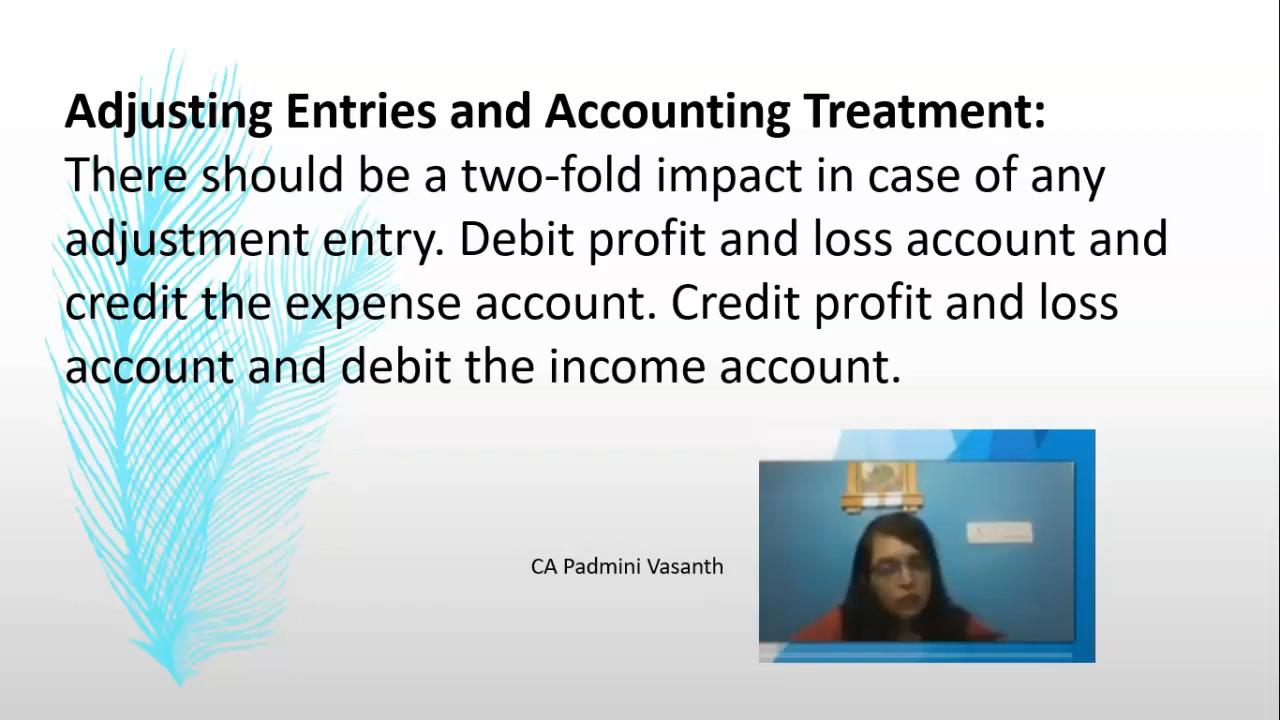 Adjusting Entries and Accounting Treatment:
There should be a two-fold impact in case of any
adjustment entry. Debit profit and loss account and
credit the expense account. Credit profit and loss
account and debit the income account.
CA Padmini Vasanth